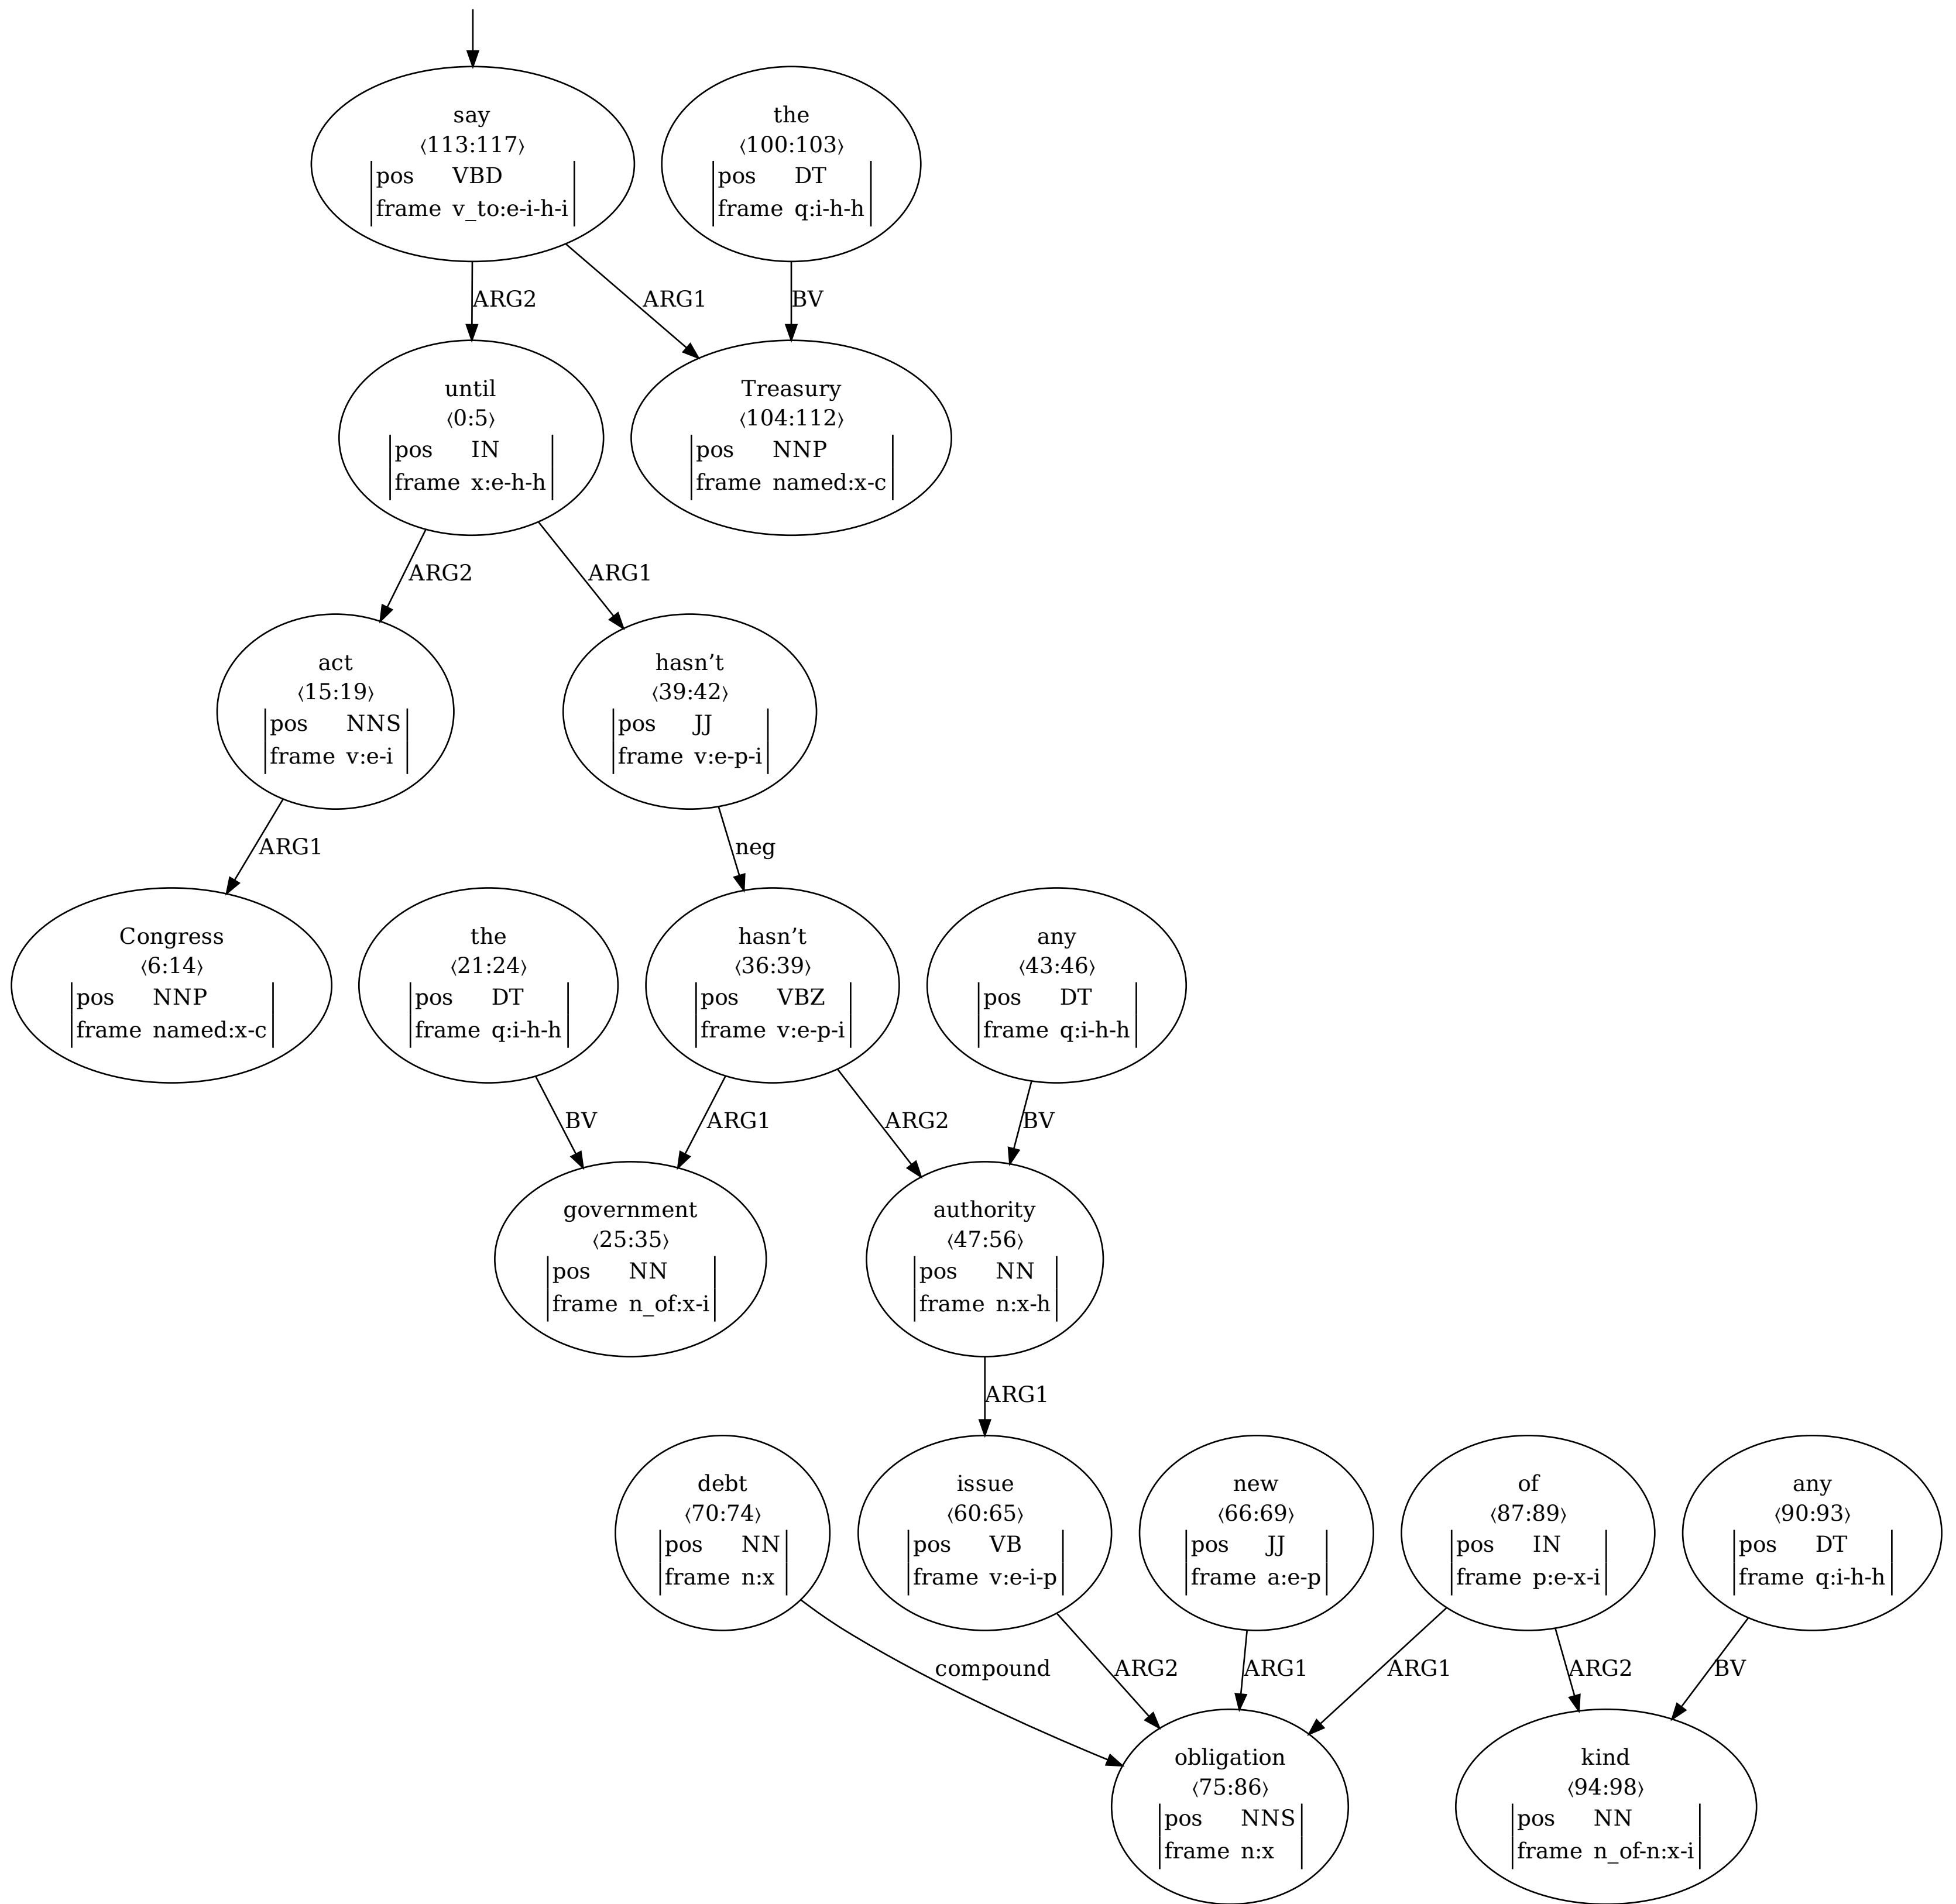 say
⟨113:117⟩
pos VBD
frame v_to:e-i-h-i
the
⟨100:103⟩
pos DT
frame q:i-h-h
ARG2
ARG1
BV
until
⟨0:5⟩
pos IN
frame x:e-h-h
Treasury
⟨104:112⟩
pos NNP
frame named:x-c
ARG2
ARG1
act
⟨15:19⟩
pos NNS
frame v:e-i
hasn’t
⟨39:42⟩
pos JJ
frame v:e-p-i
ARG1
neg
Congress
⟨6:14⟩
pos NNP
frame named:x-c
the
⟨21:24⟩
pos DT
frame q:i-h-h
hasn’t
⟨36:39⟩
pos VBZ
frame v:e-p-i
any
⟨43:46⟩
pos DT
frame q:i-h-h
BV
ARG1
ARG2
BV
government
⟨25:35⟩
pos NN
frame n_of:x-i
authority
⟨47:56⟩
pos NN
frame n:x-h
ARG1
debt
⟨70:74⟩
pos NN
frame n:x
issue
⟨60:65⟩
pos VB
frame v:e-i-p
new
⟨66:69⟩
pos JJ
frame a:e-p
of
⟨87:89⟩
pos IN
frame p:e-x-i
any
⟨90:93⟩
pos DT
frame q:i-h-h
compound
ARG2
ARG1
ARG1
ARG2
BV
obligation
⟨75:86⟩
pos NNS
frame n:x
kind
⟨94:98⟩
pos NN
frame n_of-n:x-i